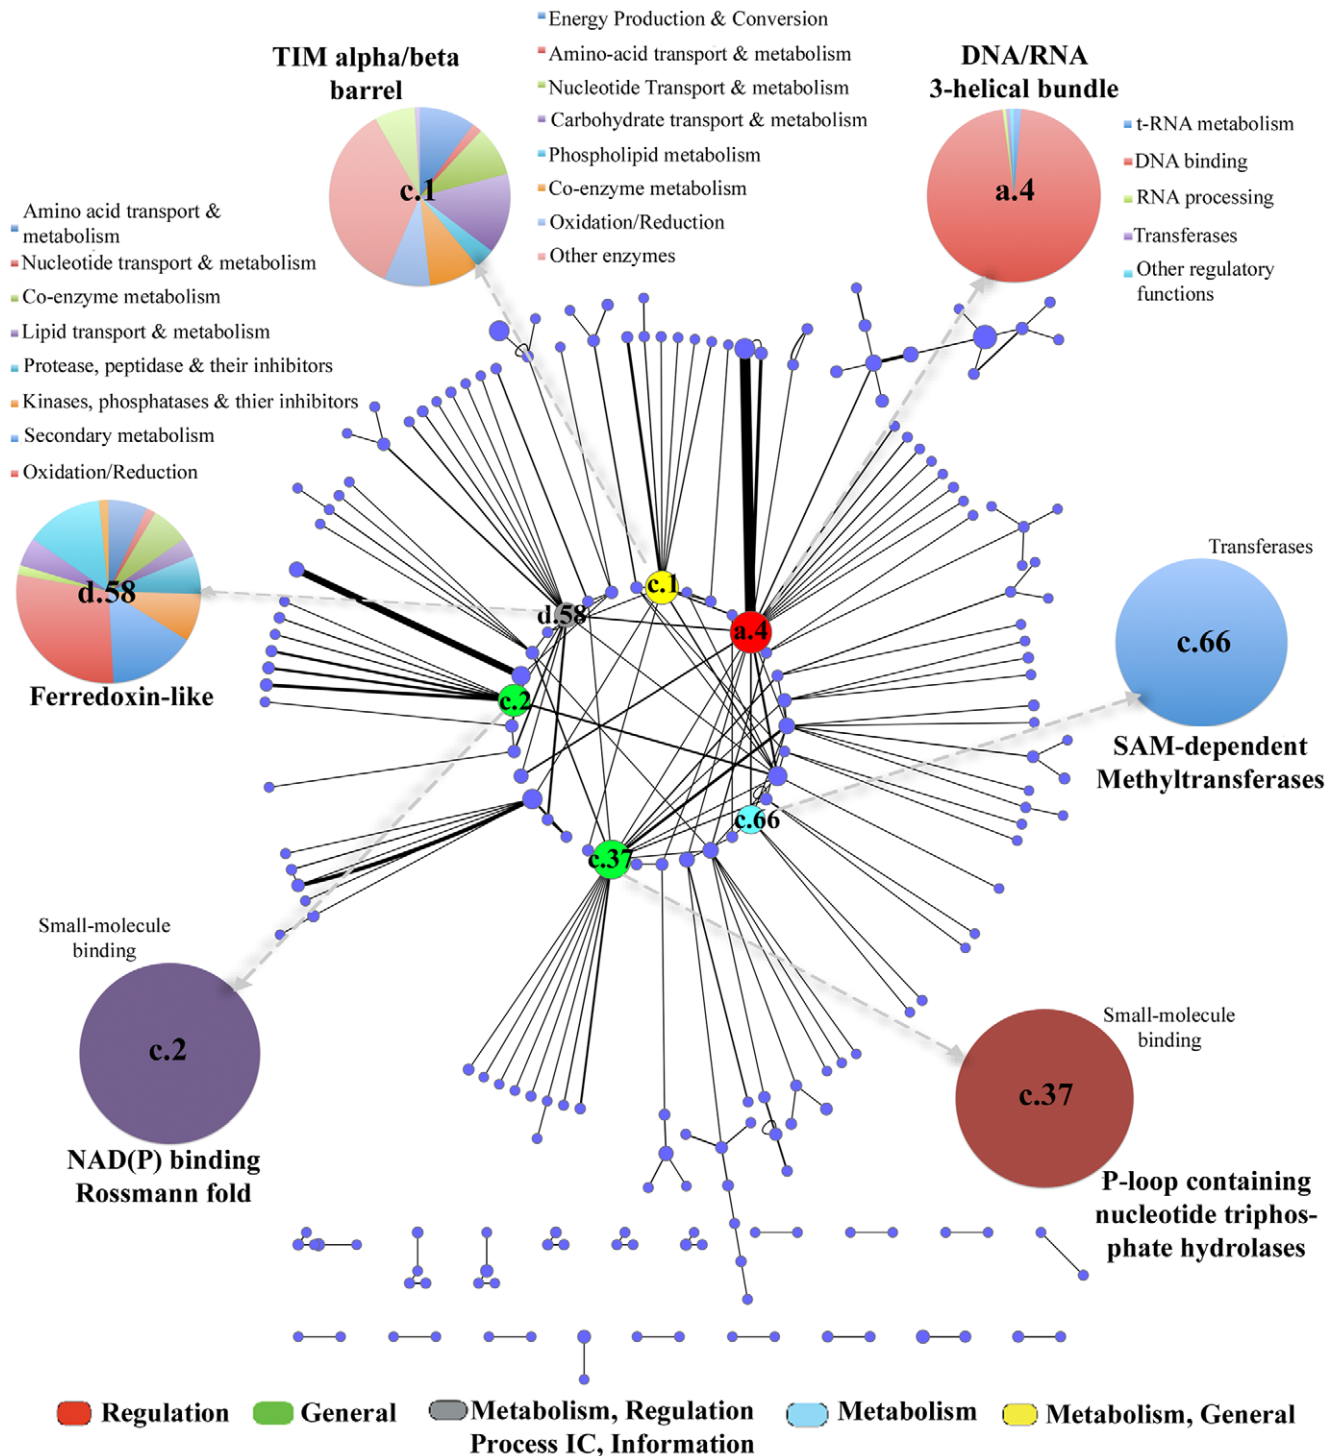 TIM alpha/beta
barrel
c.1
Energy Production & Conversion
Amino-acid transport & metabolism
Nucleotide Transport & metabolism
Carbohydrate transport & metabolism
Phospholipid metabolism
Co-enzyme metabolism
Oxidation/Reduction
Other enzymes
DNA/RNA
3-helical bundle
a.4
t-RNA metabolism
DNA binding
RNA processing
Transferases
Other regulatory
functions
Amino acid transport &
metabolism
Nucleotide transport & metabolism
Co-enzyme metabolism
Lipid transport & metabolism
Protease, peptidase & their inhibitors
Kinases, phosphatases & thier inhibitors
Secondary metabolism
Oxidation/Reduction
d.58
Ferredoxin-like
c.1
d.58
a.4
c.2
c.66
c.37
Transferases
c.66
SAM-dependent
Methyltransferases
Small-molecule
binding
c.2
NAD(P) binding
Rossmann fold
Small-molecule
binding
c.37
P-loop containing
nucleotide triphos-
phate hydrolases
Regulation
General
Metabolism, Regulation
Process IC, Information
Metabolism
Metabolism, General